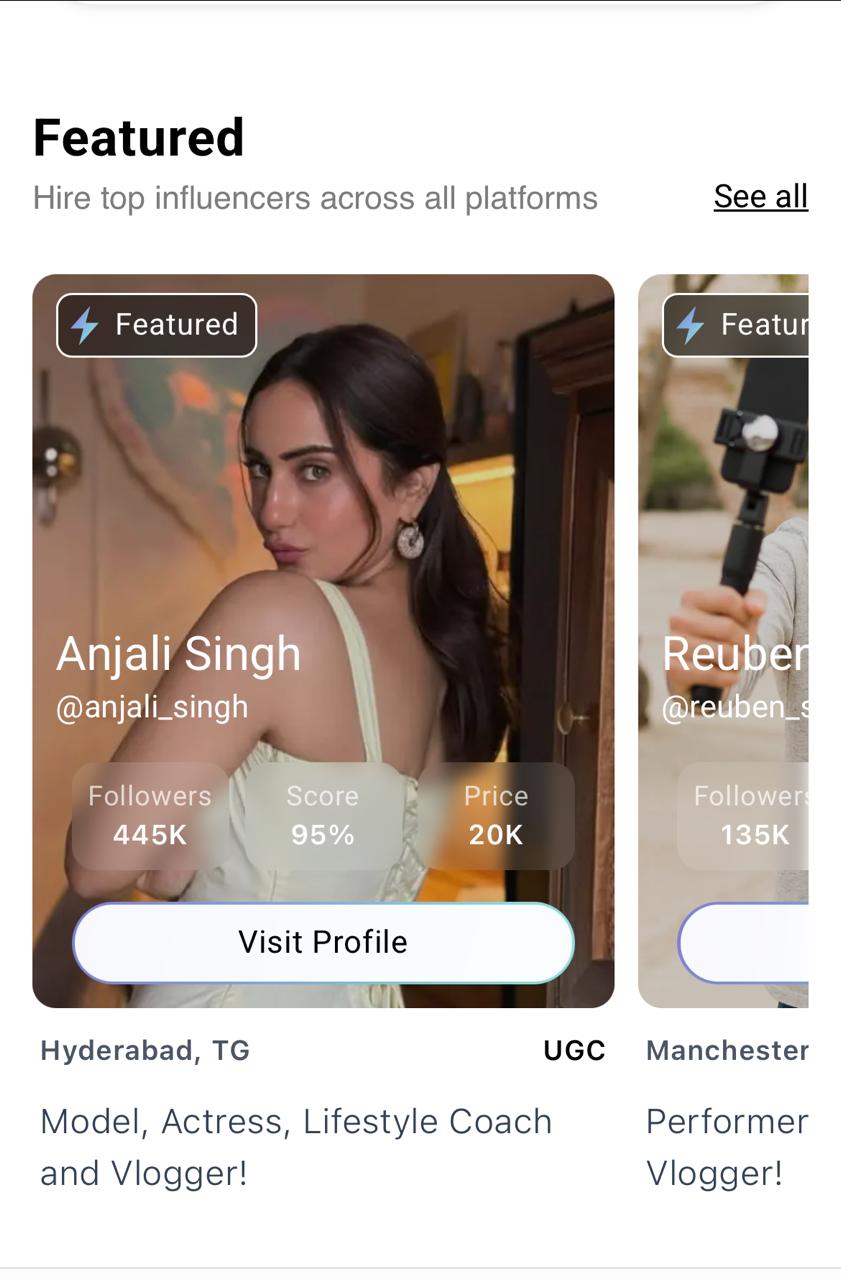 Featured
Hire top influencers across all platforms
See all
Featured
Anjali Singh
@anjali_singh
Followers
445K
Score
95%
Price
20K
Visit Profile
Hyderabad, TG
UGC
Model, Actress, Lifestyle Coach
and Vlogger!
Featur
Reuben
@reuben_s
Followers
135K
Manchester
Performer
Vlogger!